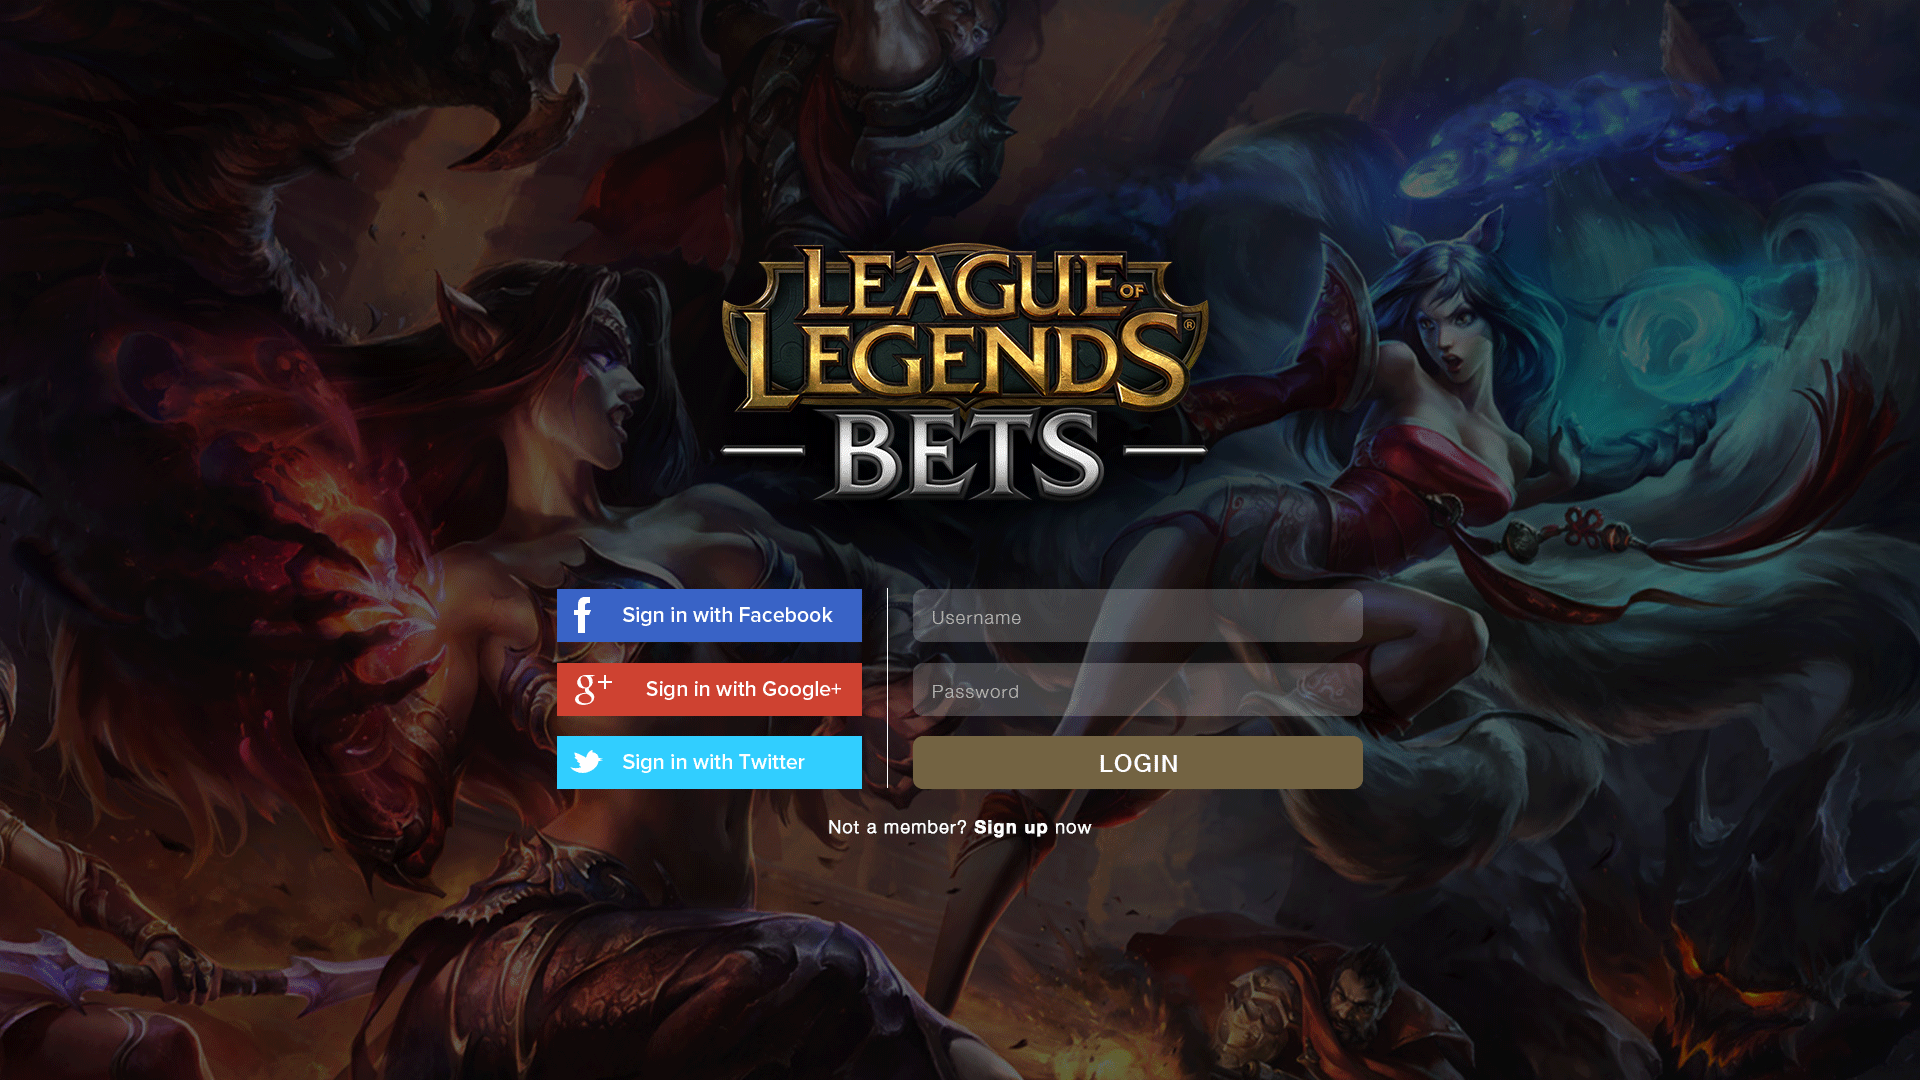 LEAGUE OF
LEGENDS®
BETS
f Sign in with Facebook
g+ Sign in with Google+
Sign in with Twitter
Username
Password
LOGIN
Not a member? Sign up now